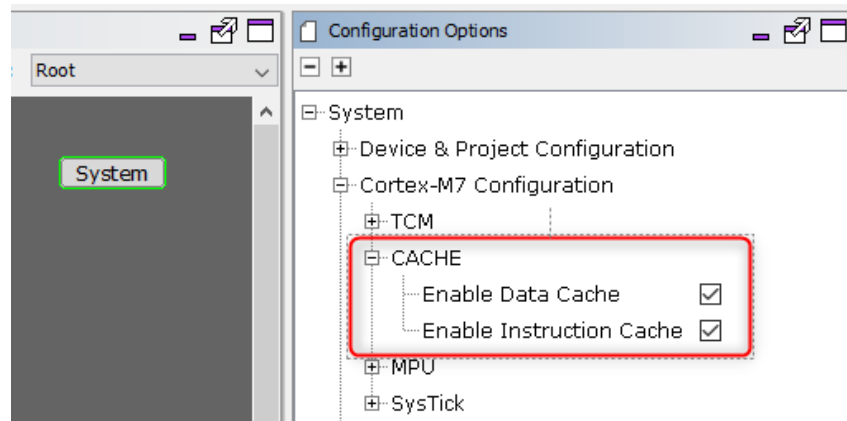 Configuration Options
Root
System
System
Device & Project Configuration
Cortex-M7 Configuration
TCM
CACHE
Enable Data Cache
Enable Instruction Cache
MPU
SysTick